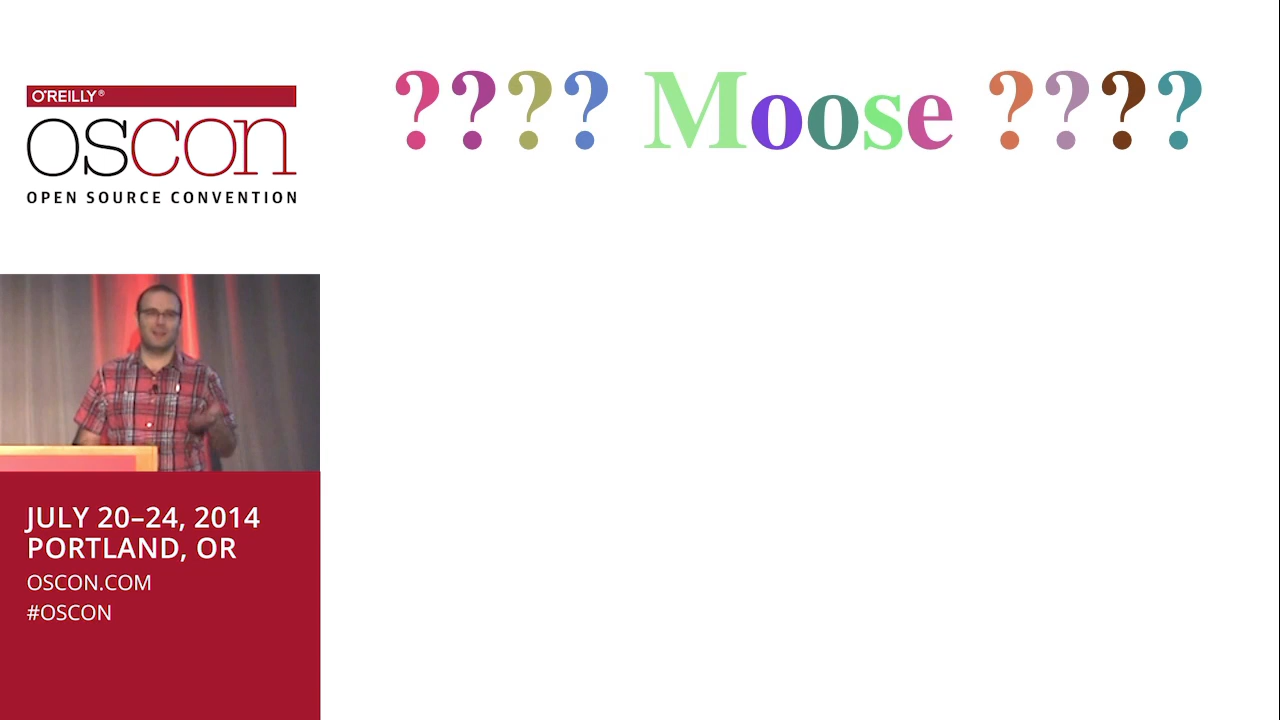 O'REILLY®
OSCON
OPEN SOURCE CONVENTION
???? Moose ????
JULY 20–24, 2014
PORTLAND, OR
OSCON.COM
#OSCON